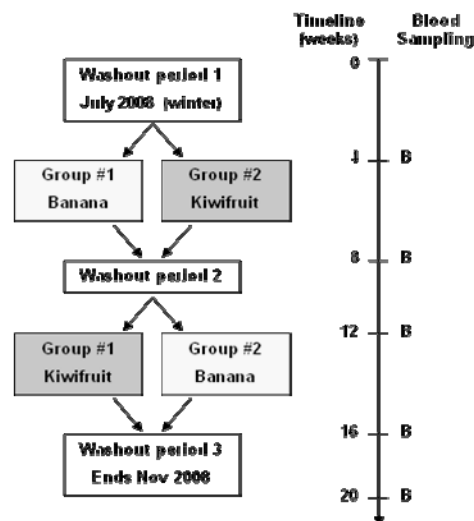 Timeline Blood
(weeks) Sampling
0
Washout period 1
July 2008 (winter)
4 B
Group #1 Group #2
Banana Kiwifruit
8 B
Washout period 2
12 B
Group #1 Group #2
Kiwifruit Banana
16 B
Washout period 3
Ends Nov 2008
20 B